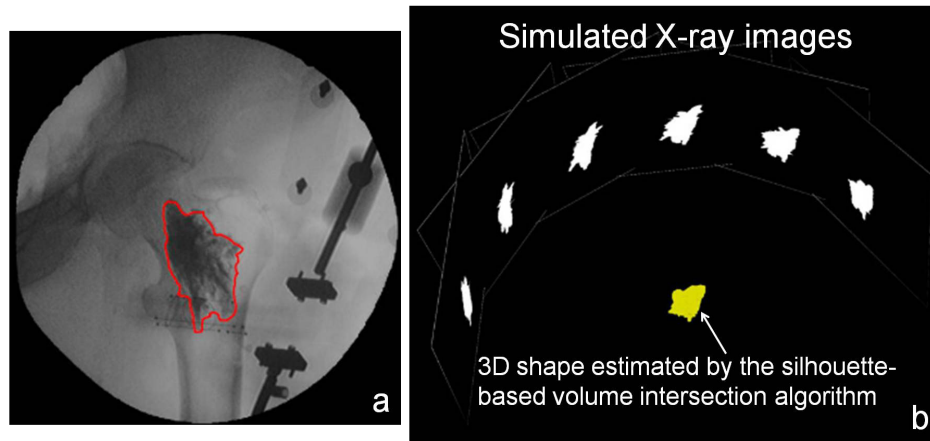 Simulated X-ray images
3D shape estimated by the silhouette-
based volume intersection algorithm
a
b